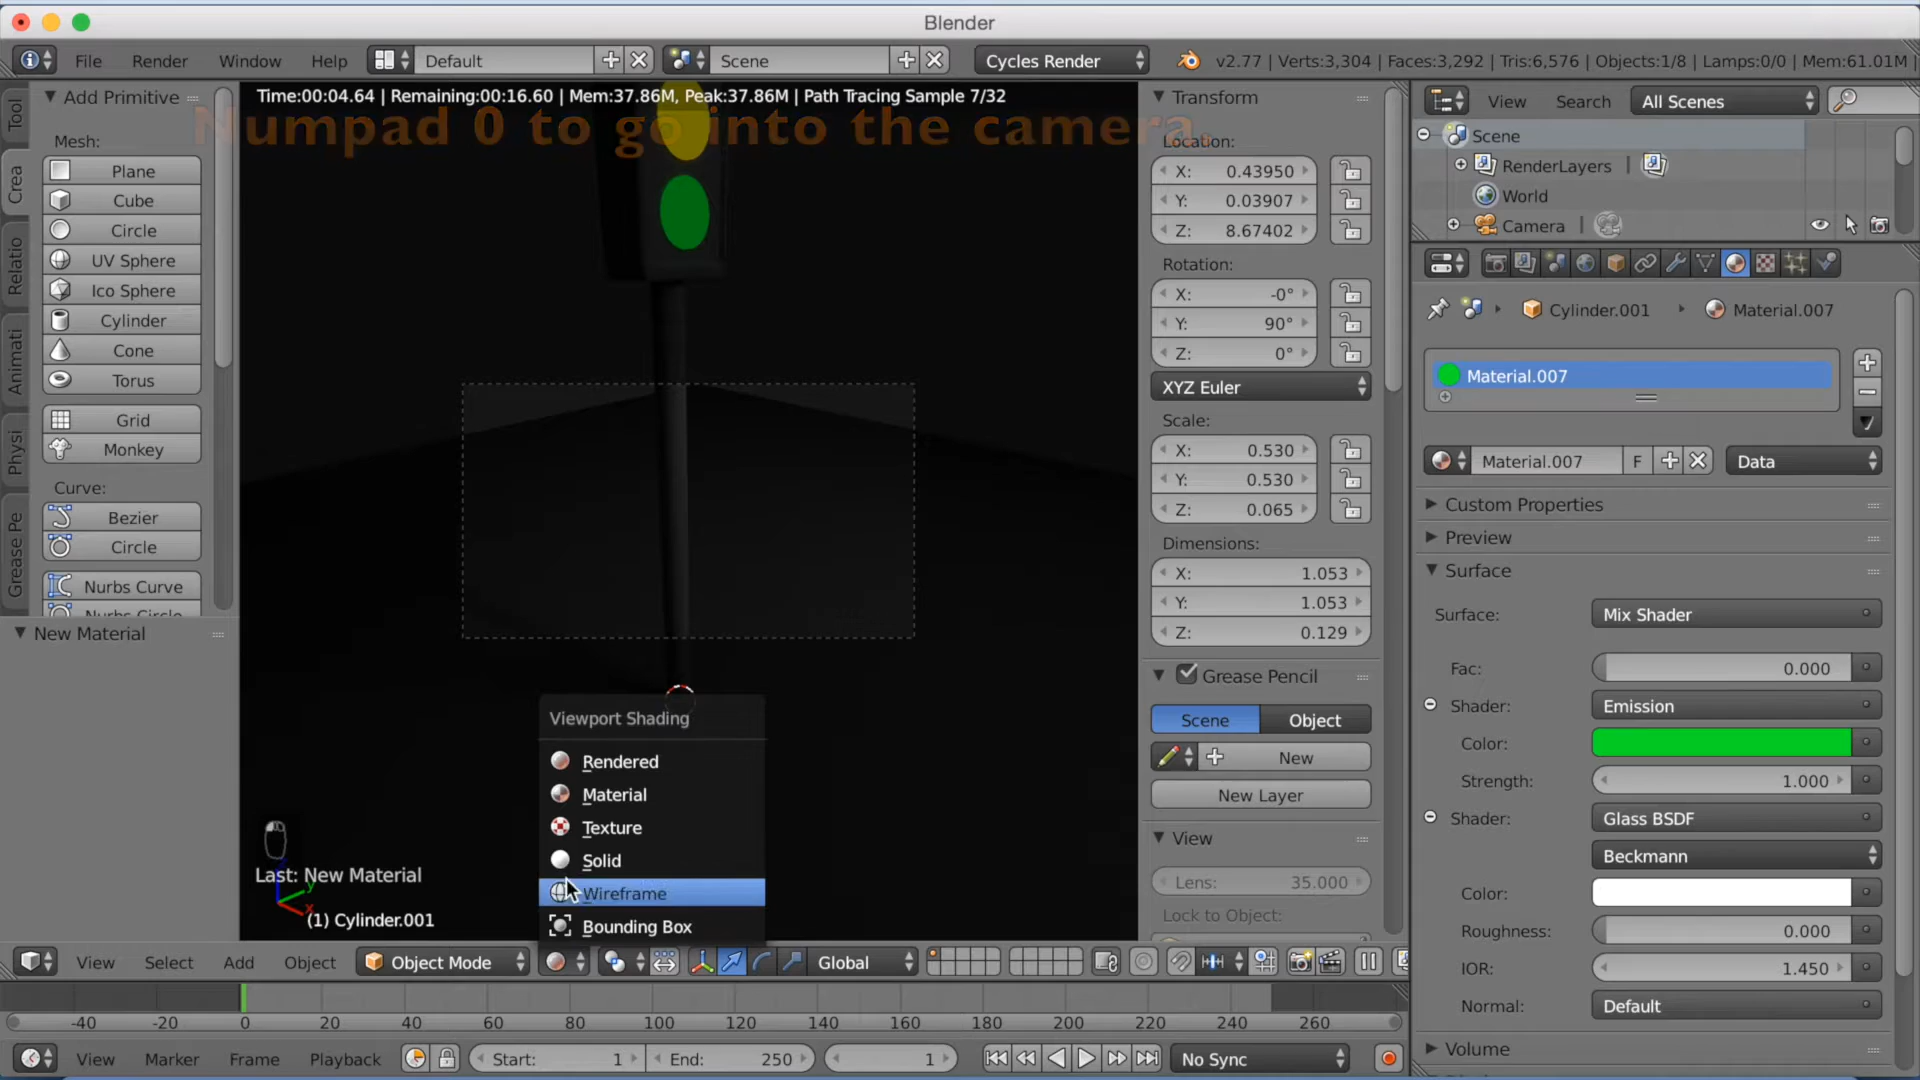 Blender
File Render Window Help Default Scene Cycles Render v2.77 | Verts:3,304 | Faces:3,292 | Tris:6,576 | Objects:1/8 | Lamps:0/0 | Mem:61.01M |
Time:00:04.64 | Remaining:00:16.60 | Mem:37.86M, Peak:37.86M | Path Tracing Sample 7/32
Numpad 0 to go into the camera.
Tool
Crea
Relatio
Animati
Physi
Grease Pe
Add Primitive
Mesh:
Plane
Cube
Circle
UV Sphere
Ico Sphere
Cylinder
Cone
Torus
Grid
Monkey
Curve:
Bezier
Circle
Nurbs Curve
Nurbs Circle
New Material
Viewport Shading
Rendered
Material
Texture
Solid
Wireframe
Bounding Box
Last: New Material
y
x
(1) Cylinder.001
Transform
Location:
X: 0.43950
Y: 0.03907
Z: 8.67402
Rotation:
X: -0°
Y: 90°
Z: 0°
XYZ Euler
Scale:
X: 0.530
Y: 0.530
Z: 0.065
Dimensions:
X: 1.053
Y: 1.053
Z: 0.129
Grease Pencil
Scene Object
New
New Layer
View
Lens: 35.000
Lock to Object:
View Search All Scenes
Scene
RenderLayers |
World
Camera |
Cylinder.001 Material.007
Material.007
Material.007 F Data
Custom Properties
Preview
Surface
Surface: Mix Shader
Fac: 0.000
Shader: Emission
Color:
Strength: 1.000
Shader: Glass BSDF
Beckmann
Color:
Roughness: 0.000
IOR: 1.450
Normal: Default
Volume
View Select Add Object Object Mode Global
-40 -20 0 20 40 60 80 100 120 140 160 180 200 220 240 260
View Marker Frame Playback Start: 1 End: 250 1 No Sync